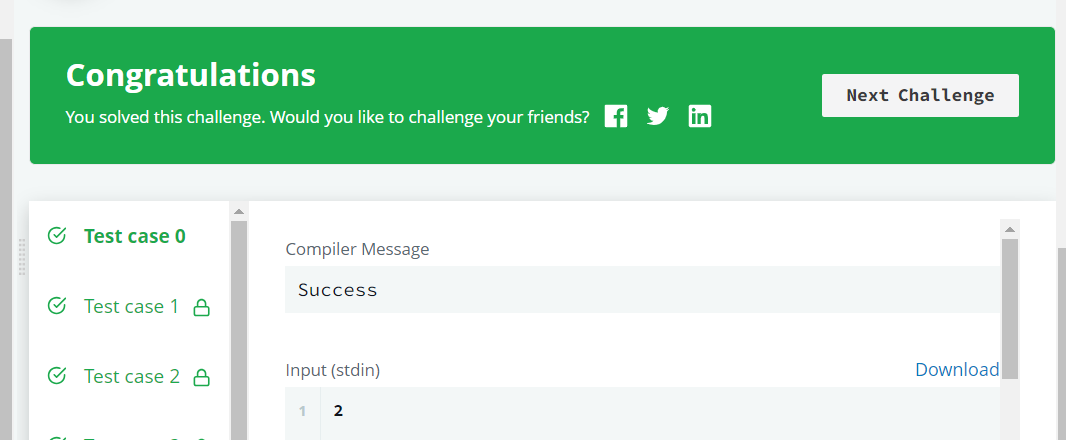 Congratulations
You solved this challenge. Would you like to challenge your friends?
Next Challenge
Test case 0
Test case 1
Test case 2
Compiler Message
Success
Input (stdin)
Download
1 2